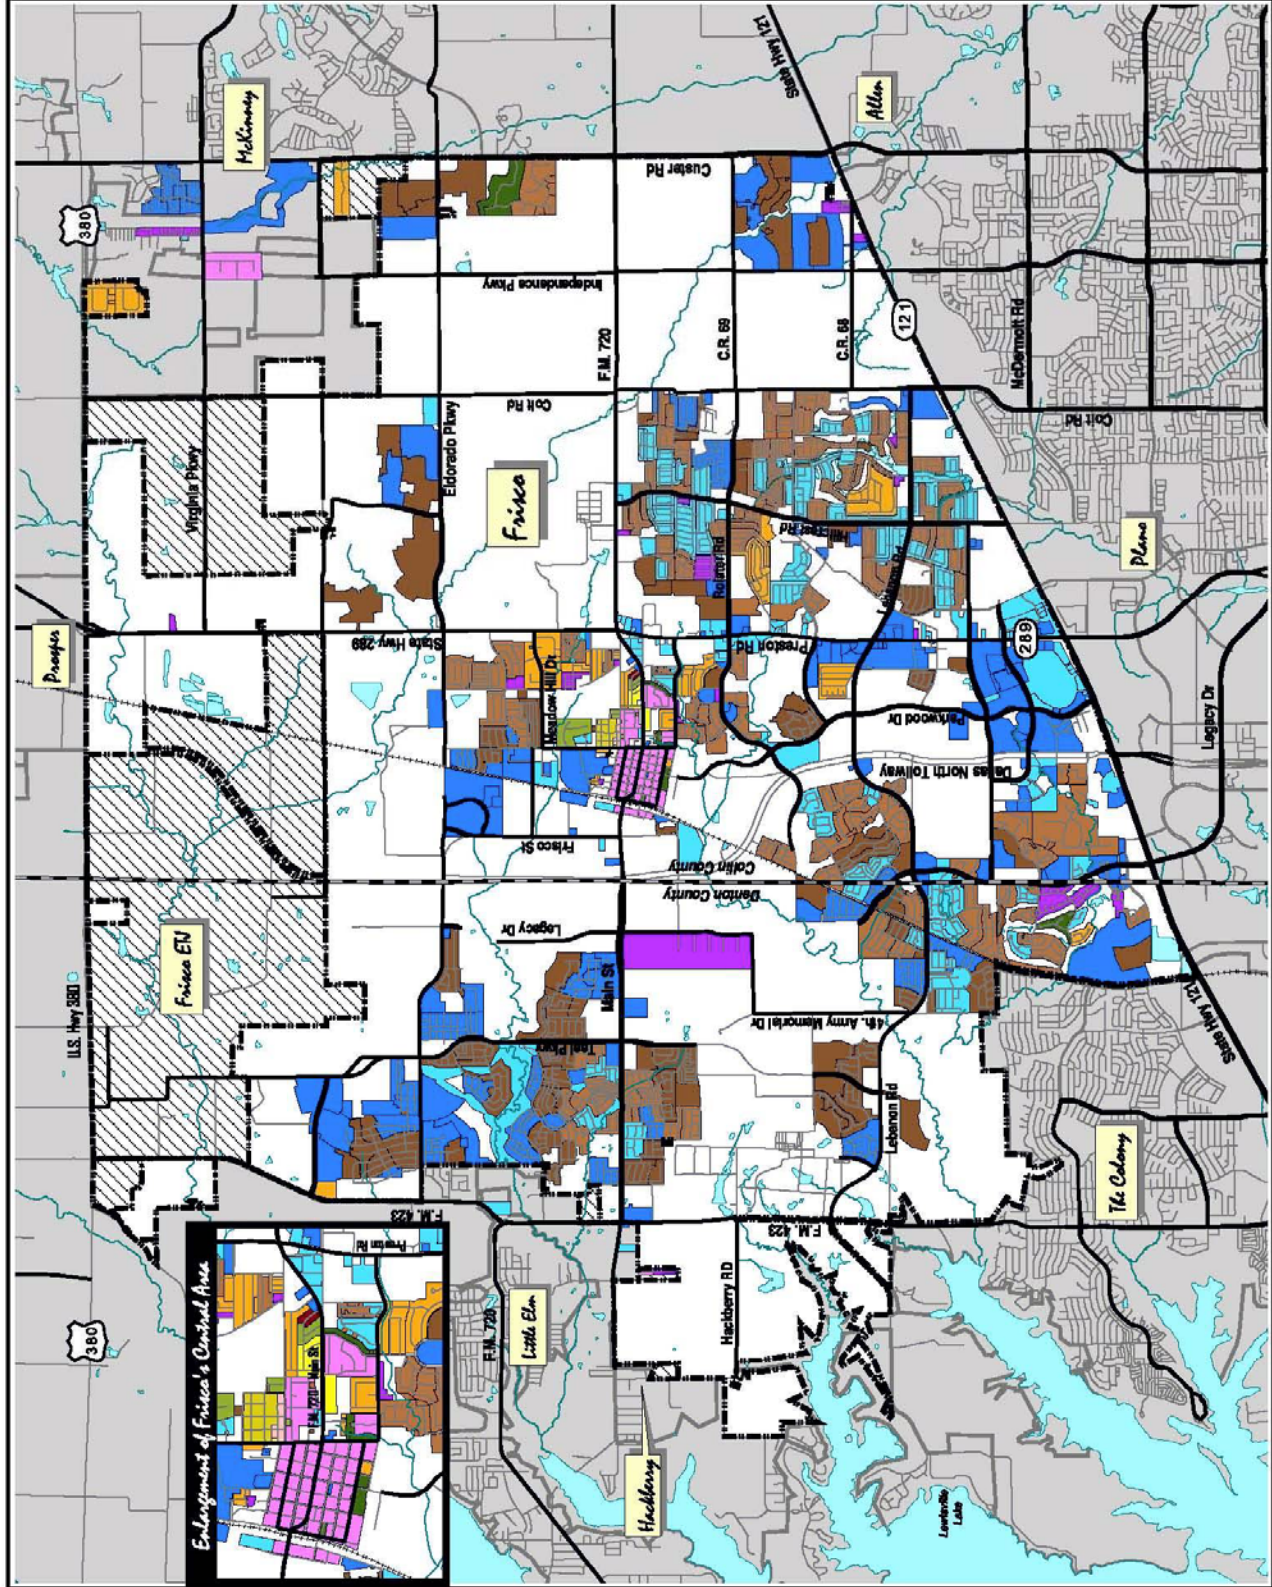 McKinney
380
State Hwy 121
Allen
Custer Rd
Independence Pkwy
F.M. 720
C.R. 69
C.R. 68
121
McDermott Rd
Coit Rd
Coit Rd
Virginia Pkwy
Eldorado Pkwy
Frisco
Rolater Rd
Hillcrest Rd
Lebanon Rd
Plano
Prosper
State Hwy 289
Meadow Hill Dr
Preston Rd
289
Parkwood Dr
Legacy Dr
Dallas North Tollway
Frisco St
Collin County
Denton County
Legacy Dr
Frisco ETJ
U.S. Hwy 380
Main St
4th. Army Memorial Dr
Teel Pkwy
State Hwy 121
Lebanon Rd
The Colony
F.M. 423
F.M. 423
Enlargement of Frisco's Central Area
Preston Rd
F.M. 720 - Main St
380
F.M. 720
Little Elm
Hackberry RD
Hackberry
Lewisville
Lake